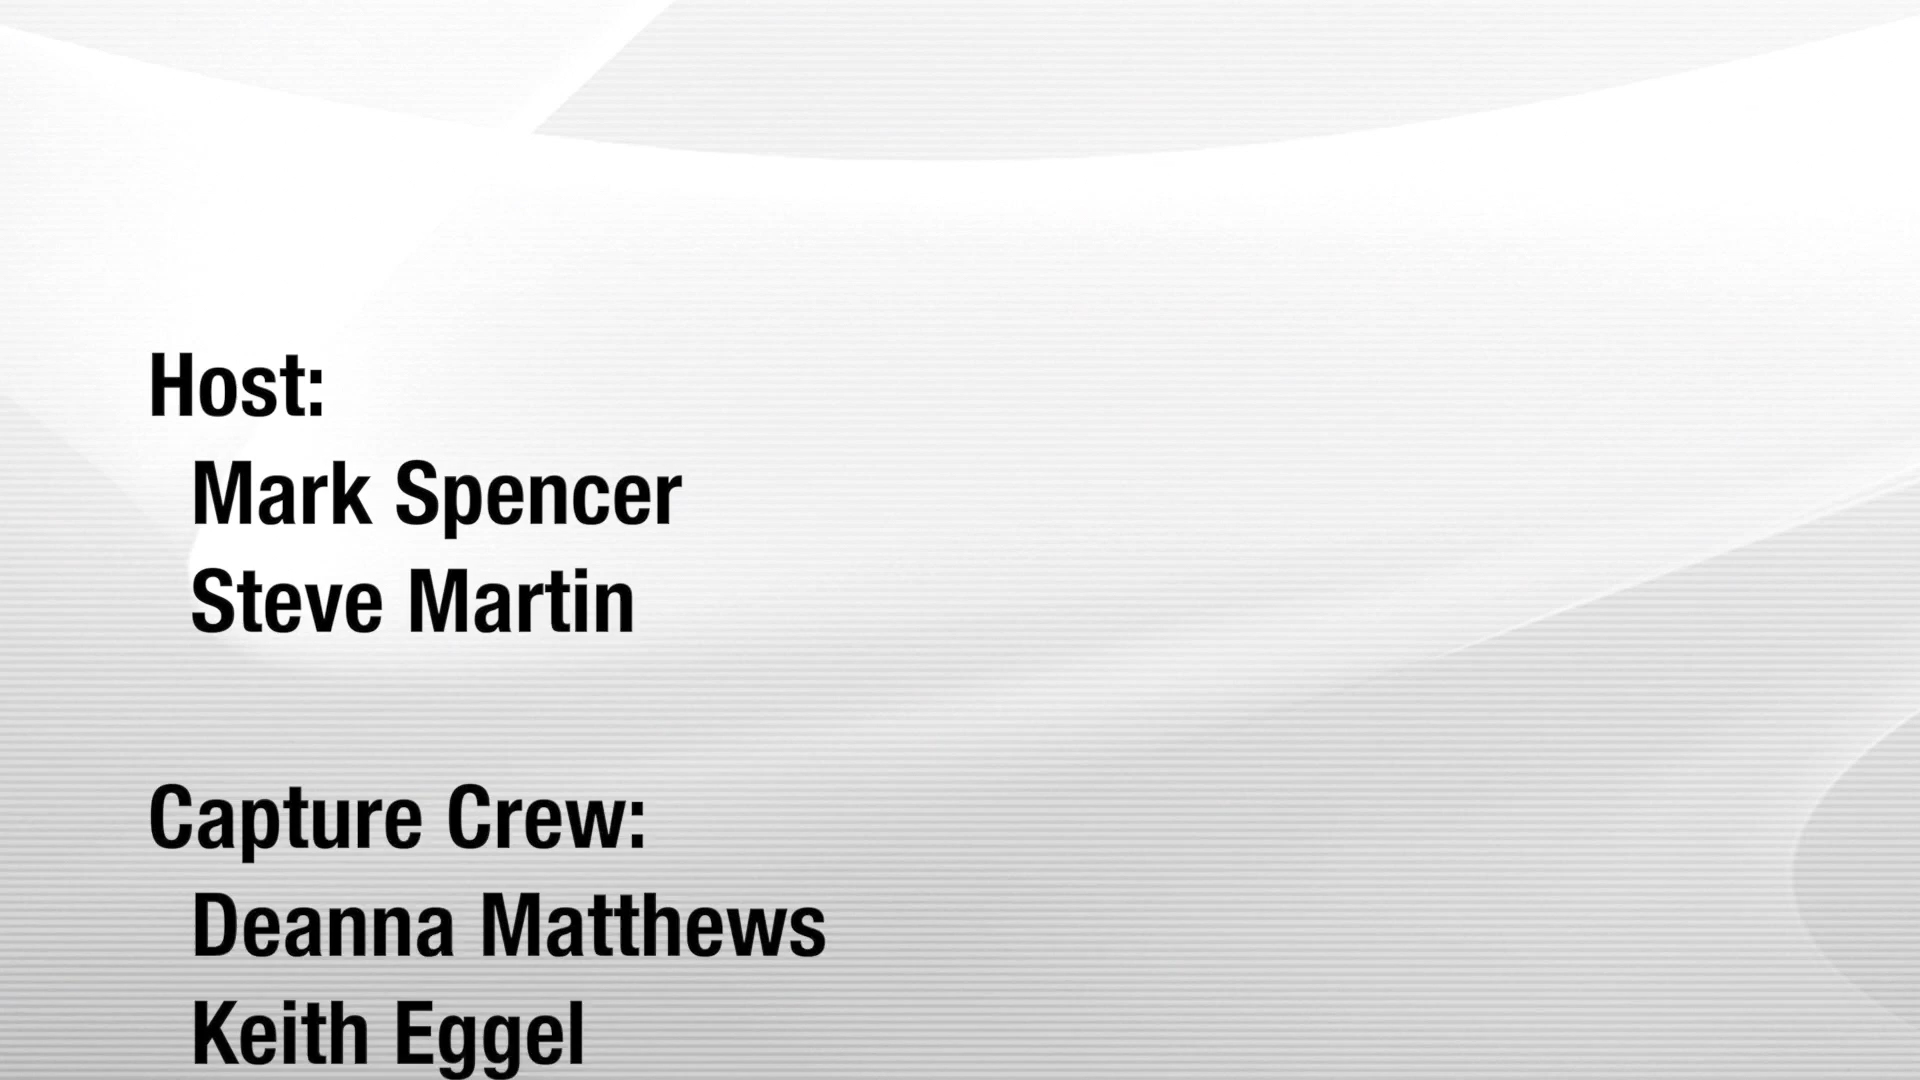 Host:
Mark Spencer
Steve Martin
Capture Crew:
Deanna Matthews
Keith Eggel